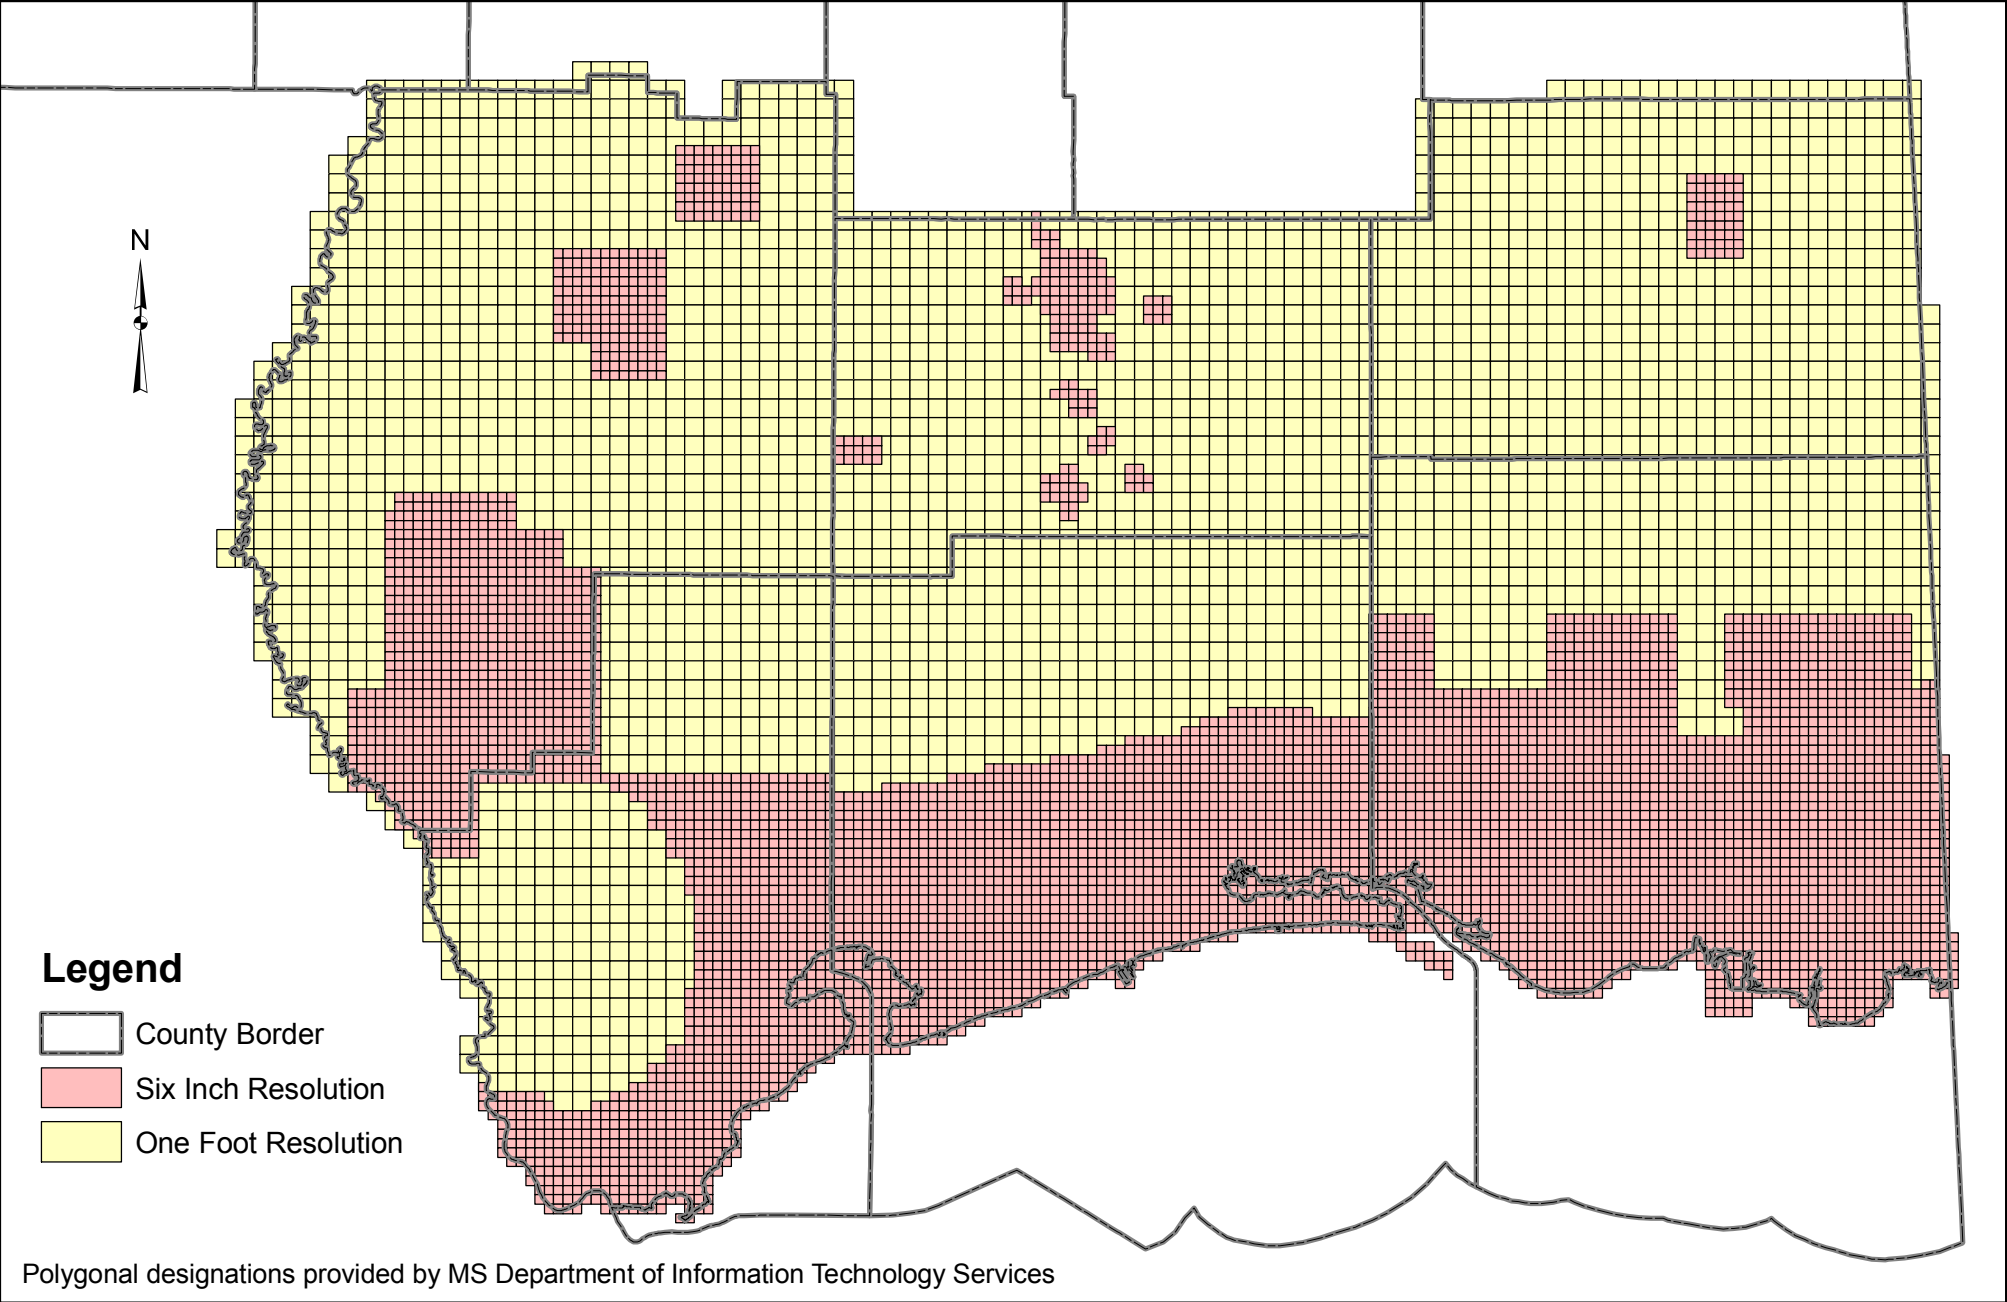 N
Legend
County Border
Six Inch Resolution
One Foot Resolution
Polygonal designations provided by MS Department of Information Technology Services